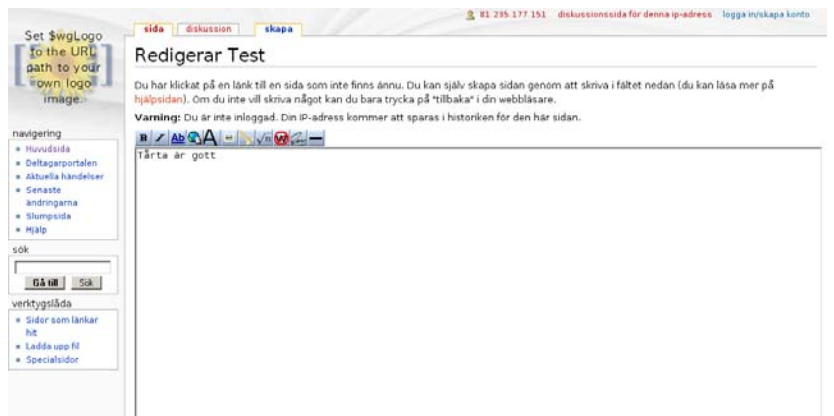 81.235.177.151 diskussionssida för denna ip-adress logga in/skapa konto
Set $wgLogo
to the URL
path to your
own logo
image.
sida diskussion skapa
Redigerar Test
Du har klickat på en länk till en sida som inte finns ännu. Du kan själv skapa sidan genom att skriva i fältet nedan (du kan läsa mer på
hjälpsidan). Om du inte vill skriva något kan du bara trycka på "tillbaka" i din webbläsare.
Varning: Du är inte inloggad. Din IP-adress kommer att sparas i historiken för den här sidan.
B I Ab A √n W
Tårta är gott
navigering
Huvudsida
Deltagarportalen
Aktuella händelser
Senaste
ändringarna
Slumpsida
Hjälp
sök
Gå till Sök
verktygslåda
Sidor som länkar
hit
Ladda upp fil
Specialsidor